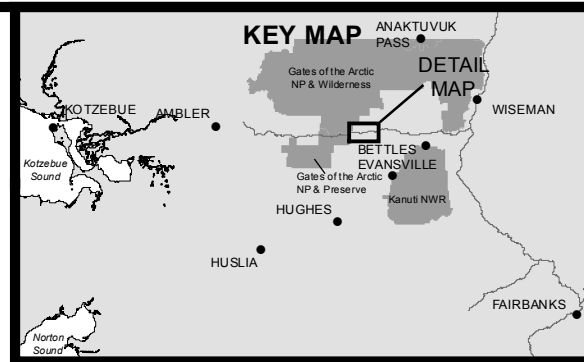 KEY MAP
ANAKTUVUK
PASS
Gates of the Arctic
NP & Wilderness
DETAIL
MAP
KOTZEBUE
AMBLER
WISEMAN
Kotzebue
Sound
BETTLES
EVANSVILLE
Gates of the Arctic
NP & Preserve
Kanuti NWR
HUGHES
HUSLIA
FAIRBANKS
Norton
Sound